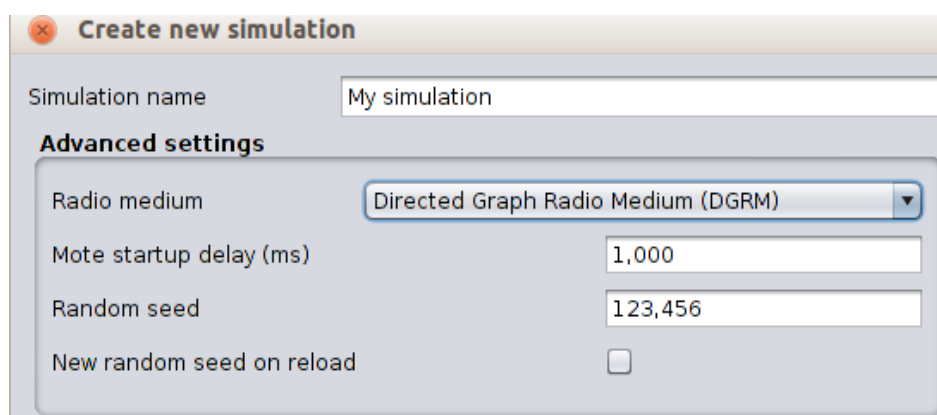 Create new simulation
Simulation name My simulation
Advanced settings
Radio medium Directed Graph Radio Medium (DGRM)
Mote startup delay (ms) 1,000
Random seed 123,456
New random seed on reload